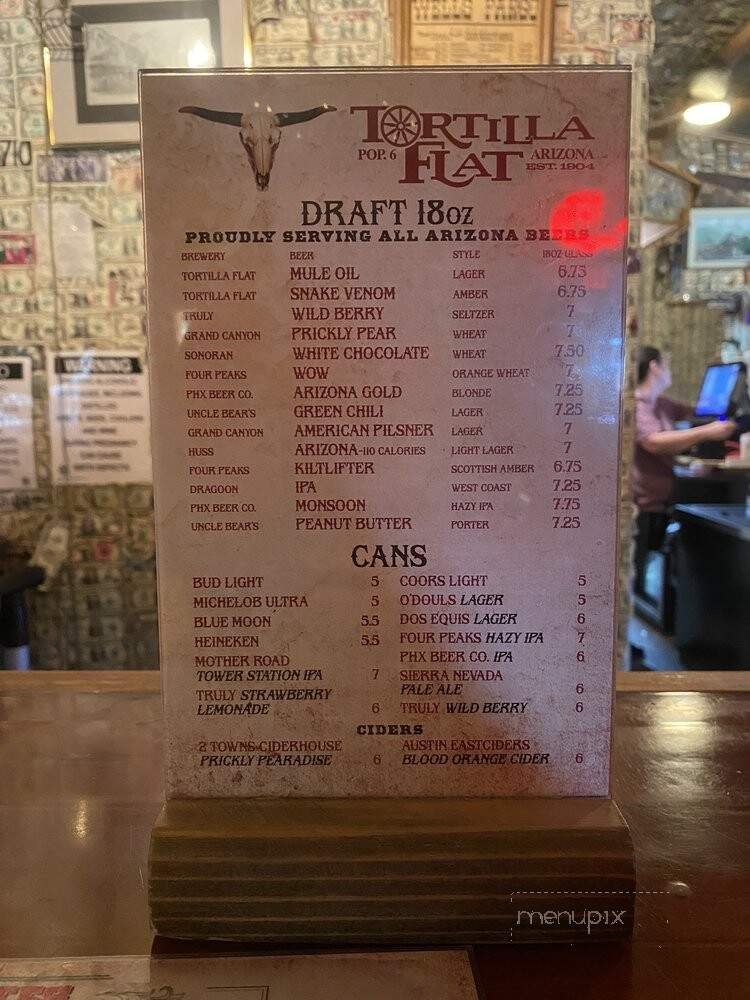 WELLS FARGO
710
WARNING
TORTILLA
POP. 6 FLAT ARIZONA
EST. 1904
DRAFT 18OZ
PROUDLY SERVING ALL ARIZONA BEERS
BREWERY BEER STYLE 18OZ GLASS
TORTILLA FLAT MULE OIL LAGER 6.75
TORTILLA FLAT SNAKE VENOM AMBER 6.75
TRULY WILD BERRY SELTZER 7
GRAND CANYON PRICKLY PEAR WHEAT 7
SONORAN WHITE CHOCOLATE WHEAT 7.50
FOUR PEAKS WOW ORANGE WHEAT 7
PHX BEER CO. ARIZONA GOLD BLONDE 7.25
UNCLE BEAR'S GREEN CHILI LAGER 7.25
GRAND CANYON AMERICAN PILSNER LAGER 7
HUSS ARIZONA-110 CALORIES LIGHT LAGER 7
FOUR PEAKS KILTLIFTER SCOTTISH AMBER 6.75
DRAGOON IPA WEST COAST 7.25
PHX BEER CO. MONSOON HAZY IPA 7.75
UNCLE BEAR'S PEANUT BUTTER PORTER 7.25
CANS
BUD LIGHT 5
MICHELOB ULTRA 5
BLUE MOON 5.5
HEINEKEN 5.5
MOTHER ROAD
TOWER STATION IPA 7
TRULY STRAWBERRY
LEMONADE 6
COORS LIGHT 5
O'DOULS LAGER 5
DOS EQUIS LAGER 6
FOUR PEAKS HAZY IPA 7
PHX BEER CO. IPA 6
SIERRA NEVADA
PALE ALE 6
TRULY WILD BERRY 6
CIDERS
2 TOWNS CIDERHOUSE
PRICKLY PEARADISE 6
AUSTIN EASTCIDERS
BLOOD ORANGE CIDER 6
menupix